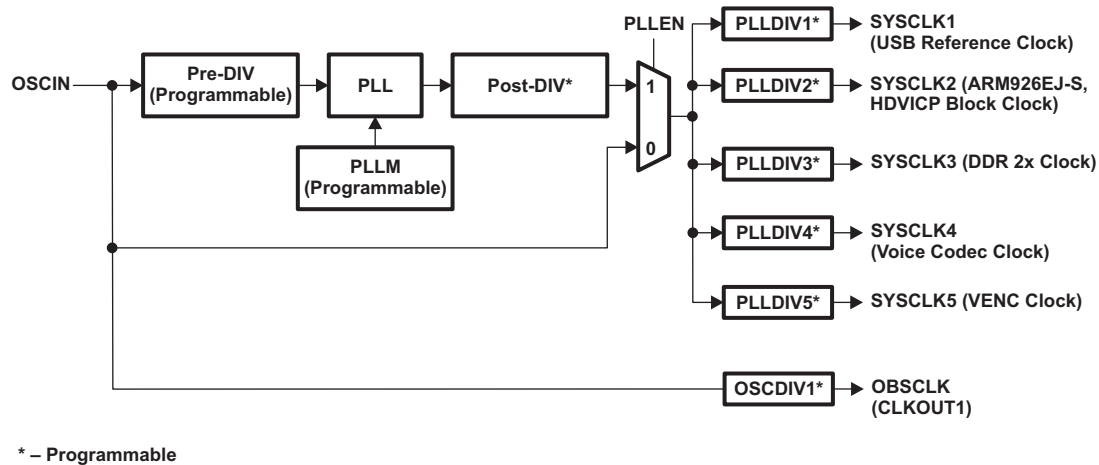 PLLEN
OSCIN
Pre-DIV
(Programmable)
PLL
Post-DIV*
PLLM
(Programmable)
1
0
PLLDIV1*
SYSCLK1
(USB Reference Clock)
PLLDIV2*
SYSCLK2 (ARM926EJ-S,
HDVICP Block Clock)
PLLDIV3*
SYSCLK3 (DDR 2x Clock)
PLLDIV4*
SYSCLK4
(Voice Codec Clock)
PLLDIV5*
SYSCLK5 (VENC Clock)
OSCDIV1*
OBSCLK
(CLKOUT1)
* – Programmable